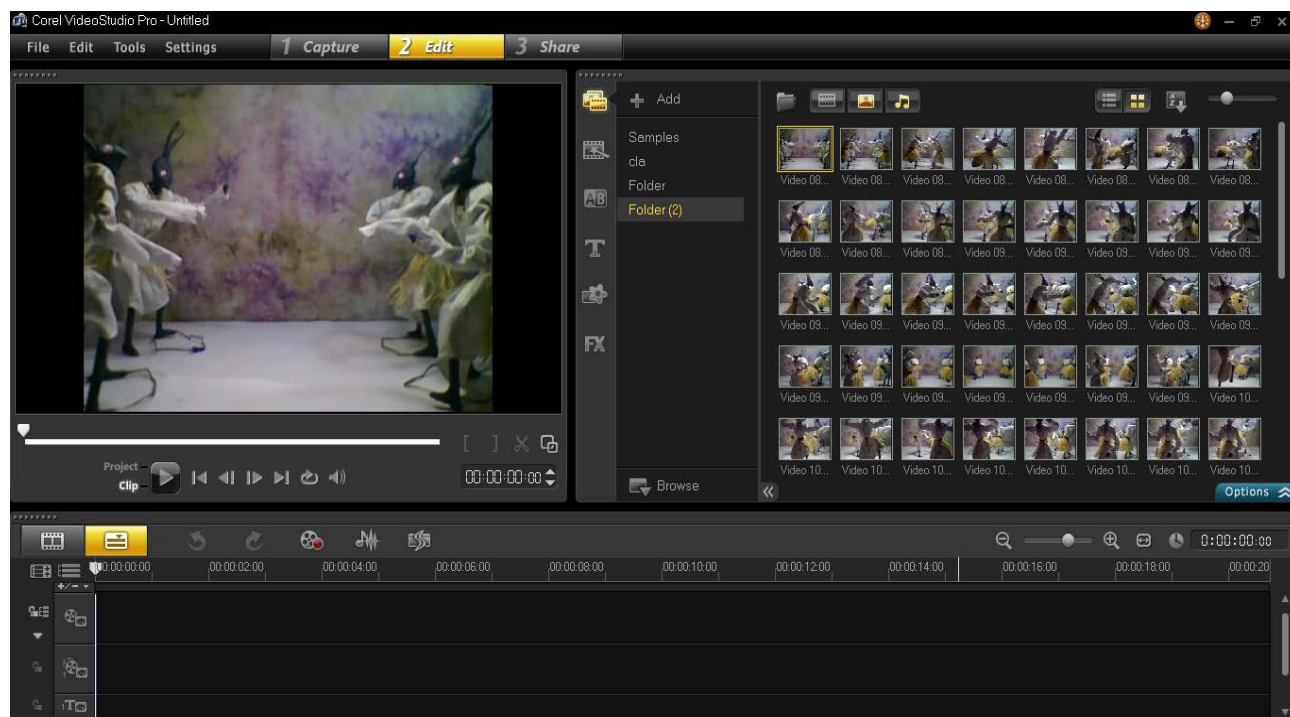 Corel VideoStudio Pro - Untitled
File Edit Tools Settings 1 Capture 2 Edit 3 Share
Add
Samples
cla
Folder
Folder (2)
AB
T
FX
Browse
Video 08... Video 08... Video 08... Video 08... Video 08... Video 08... Video 08... Video 08...
Video 08... Video 08... Video 08... Video 09... Video 09... Video 09... Video 09... Video 09...
Video 09... Video 09... Video 09... Video 09... Video 09... Video 09... Video 09... Video 09...
Video 09... Video 09... Video 09... Video 09... Video 09... Video 09... Video 09... Video 10...
Video 10... Video 10... Video 10... Video 10... Video 10... Video 10... Video 10... Video 10...
Options
Project
Clip
00:00:00:00
0:00:00:00
00:00:00:00 00:00:02:00 00:00:04:00 00:00:06:00 00:00:08:00 00:00:10:00 00:00:12:00 00:00:14:00 00:00:16:00 00:00:18:00 00:00:20
1
1T